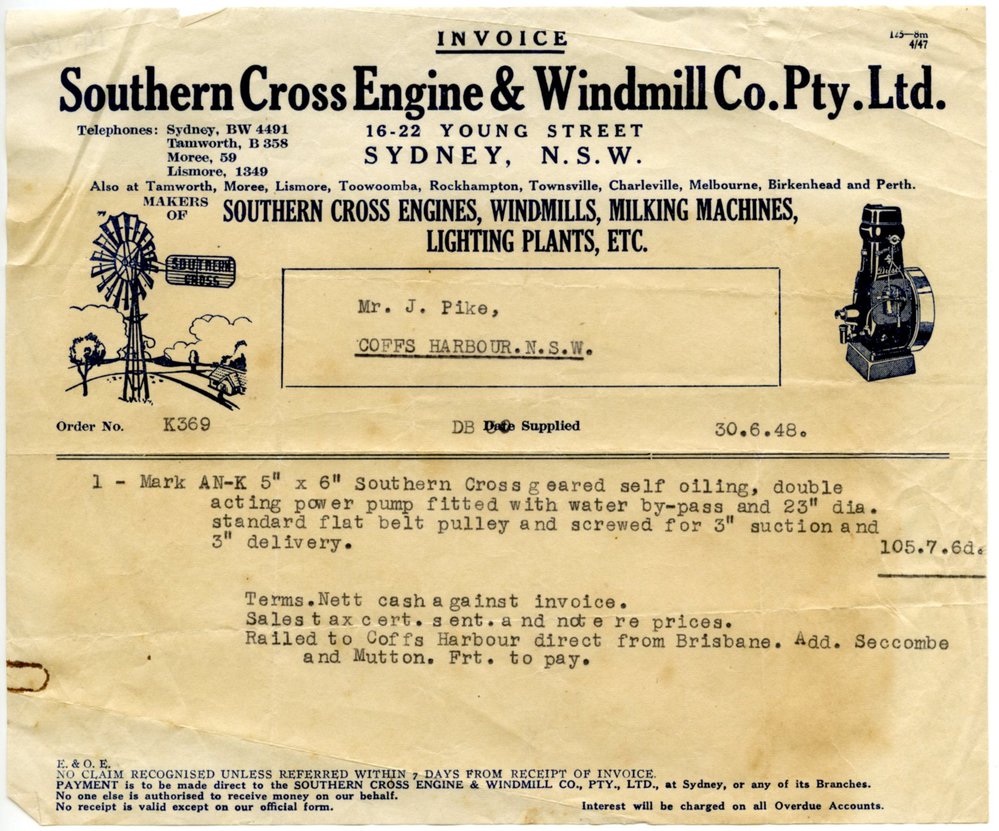 INVOICE
125—8m
4/47
Southern Cross Engine & Windmill Co. Pty. Ltd.
Telephones: Sydney, BW 4491
Tamworth, B 358
Moree, 59
Lismore, 1349
16-22 YOUNG STREET
SYDNEY, N.S.W.
Also at Tamworth, Moree, Lismore, Toowoomba, Rockhampton, Townsville, Charleville, Melbourne, Birkenhead and Perth.
MAKERS OF SOUTHERN CROSS ENGINES, WINDMILLS, MILKING MACHINES,
LIGHTING PLANTS, ETC.
SOUTHERN
CROSS
Mr. J. Pike,
COFFS HARBOUR.N.S.W.
Order No. K369 DB Date Supplied 30.6.48.
1 - Mark AN-K 5" x 6" Southern Cross geared self oiling, double
acting power pump fitted with water by-pass and 23" dia.
standard flat belt pulley and screwed for 3" suction and
3" delivery. 105.7.6d.
Terms.Nett cash against invoice.
Sales tax cert. sent. and note re prices.
Railed to Coffs Harbour direct from Brisbane. Add. Seccombe
and Mutton. Frt. to pay.
E. & O. E.
NO CLAIM RECOGNISED UNLESS REFERRED WITHIN 7 DAYS FROM RECEIPT OF INVOICE.
PAYMENT is to be made direct to the SOUTHERN CROSS ENGINE & WINDMILL CO., PTY., LTD., at Sydney, or any of its Branches.
No one else is authorised to receive money on our behalf.
No receipt is valid except on our official form. Interest will be charged on all Overdue Accounts.